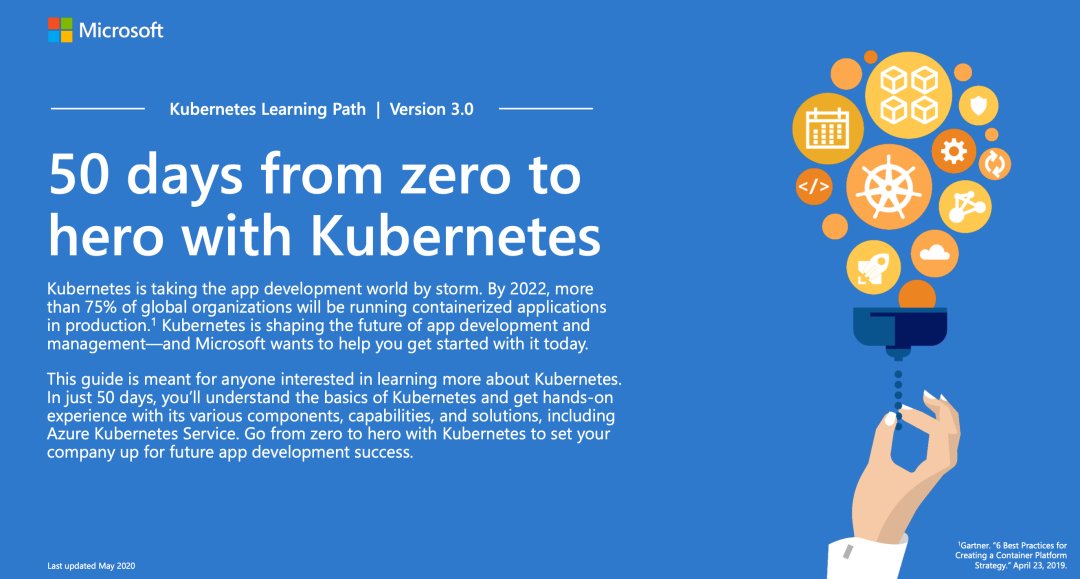 Microsoft
Kubernetes Learning Path | Version 3.0
50 days from zero to
hero with Kubernetes
Kubernetes is taking the app development world by storm. By 2022, more
than 75% of global organizations will be running containerized applications
in production.¹ Kubernetes is shaping the future of app development and
management—and Microsoft wants to help you get started with it today.
This guide is meant for anyone interested in learning more about Kubernetes.
In just 50 days, you’ll understand the basics of Kubernetes and get hands-on
experience with its various components, capabilities, and solutions, including
Azure Kubernetes Service. Go from zero to hero with Kubernetes to set your
company up for future app development success.
</>
Last updated May 2020
¹Gartner. “6 Best Practices for
Creating a Container Platform
Strategy.” April 23, 2019.